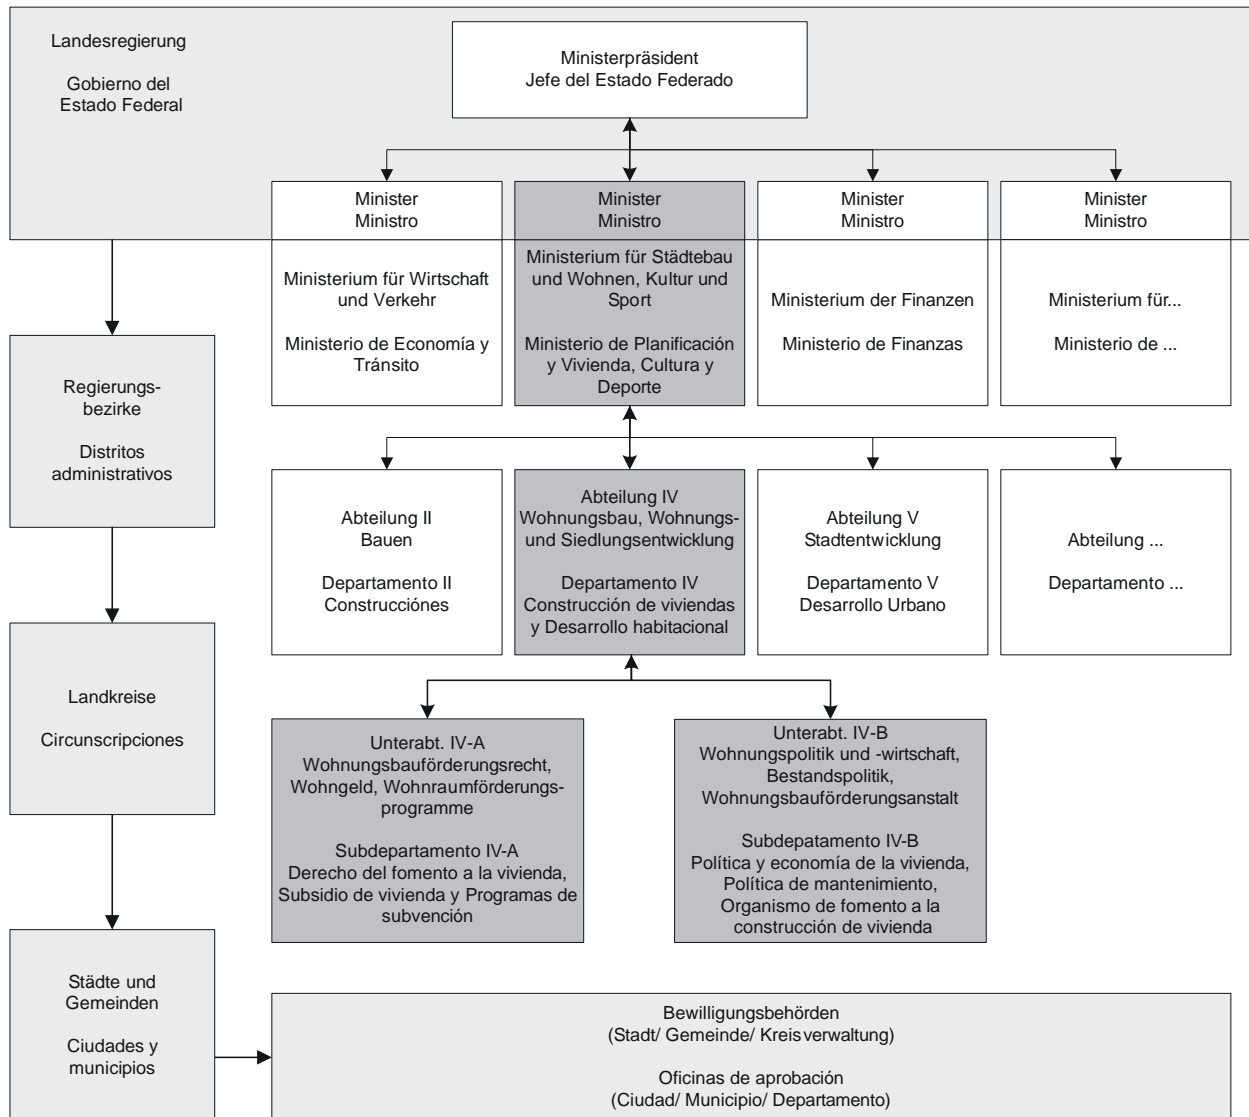 Landesregierung
Gobierno del
Estado Federal
Ministerpräsident
Jefe del Estado Federado
Minister
Ministro
Minister
Ministro
Minister
Ministro
Minister
Ministro
Ministerium für Wirtschaft
und Verkehr
Ministerio de Economía y
Tránsito
Ministerium für Städtebau
und Wohnen, Kultur und
Sport
Ministerio de Planificación
y Vivienda, Cultura y
Deporte
Ministerium der Finanzen
Ministerio de Finanzas
Ministerium für...
Ministerio de ...
Regierungs-
bezirke
Distritos
administrativos
Abteilung II
Bauen
Departamento II
Construcciónes
Abteilung IV
Wohnungsbau, Wohnungs-
und Siedlungsentwicklung
Departamento IV
Construcción de viviendas
y Desarrollo habitacional
Abteilung V
Stadtentwicklung
Departamento V
Desarrollo Urbano
Abteilung ...
Departamento ...
Landkreise
Circunscripciones
Unterabt. IV-A
Wohnungsbauförderungsrecht,
Wohngeld, Wohnraumförderungs-
programme
Subdepartamento IV-A
Derecho del fomento a la vivienda,
Subsidio de vivienda y Programas de
subvención
Unterabt. IV-B
Wohnungspolitik und -wirtschaft,
Bestandspolitik,
Wohnungsbauförderungsanstalt
Subdepatamento IV-B
Política y economía de la vivienda,
Política de mantenimiento,
Organismo de fomento a la
construcción de vivienda
Städte und
Gemeinden
Ciudades y
municipios
Bewilligungsbehörden
(Stadt/ Gemeinde/ Kreisverwaltung)
Oficinas de aprobación
(Ciudad/ Municipio/ Departamento)